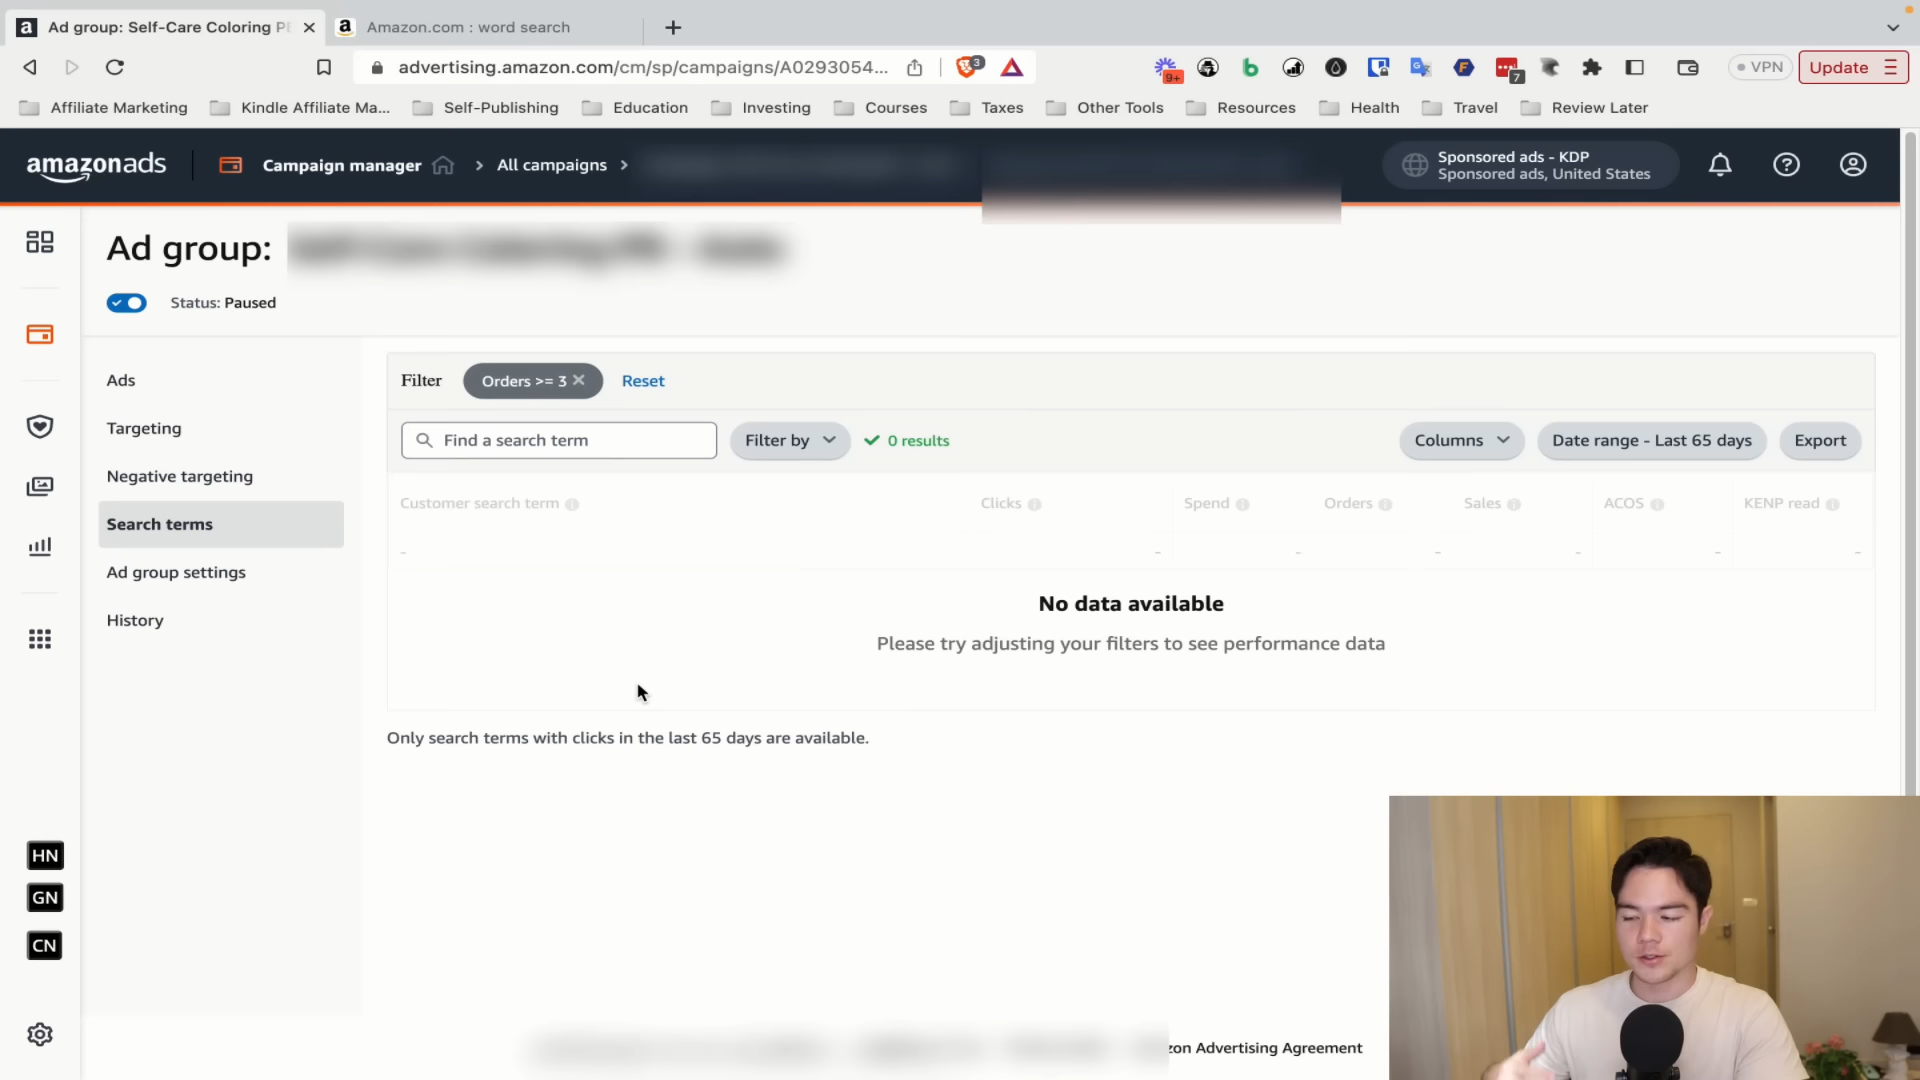 Ad group: Self-Care Coloring
Amazon.com : word search
advertising.amazon.com/cm/sp/campaigns/A0293054...
3
9+
7
VPN
Update
Affiliate Marketing
Kindle Affiliate Ma...
Self-Publishing
Education
Investing
Courses
Taxes
Other Tools
Resources
Health
Travel
Review Later
amazonads
Campaign manager
All campaigns
Sponsored ads - KDP
Sponsored ads, United States
Ad group:
Status: Paused
Ads
Targeting
Negative targeting
Search terms
Ad group settings
History
Filter
Orders >= 3
Reset
Find a search term
Filter by
0 results
Columns
Date range - Last 65 days
Export
Customer search term
Clicks
Spend
Orders
Sales
ACOS
KENP read
- - - - - - -
No data available
Please try adjusting your filters to see performance data
Only search terms with clicks in the last 65 days are available.
HN
GN
CN
zon Advertising Agreement